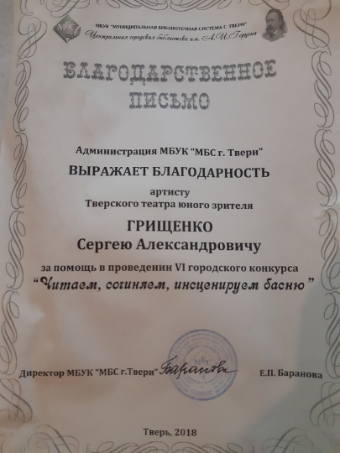 МБУК "МУНИЦИПАЛЬНАЯ БИБЛИОТЕЧНАЯ СИСТЕМА Г. ТВЕРИ"
Центральная городская библиотека им. А.И. Герцена
БЛАГОДАРСТВЕННОЕ
ПИСЬМО
Администрация МБУК "МБС г. Твери"
ВЫРАЖАЕТ БЛАГОДАРНОСТЬ
артисту
Тверского театра юного зрителя
ГРИЩЕНКО
Сергею Александровичу
за помощь в проведении VI городского конкурса
"Читаем, сочиняем, инсценируем басню"
Директор МБУК "МБС г.Твери" Баранова Е.П. Баранова
Тверь, 2018